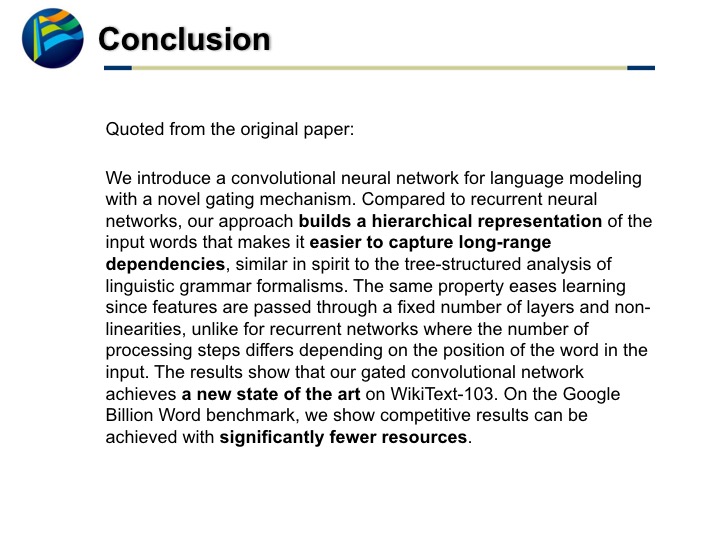 Conclusion
Quoted from the original paper:
We introduce a convolutional neural network for language modeling
with a novel gating mechanism. Compared to recurrent neural
networks, our approach builds a hierarchical representation of the
input words that makes it easier to capture long-range
dependencies, similar in spirit to the tree-structured analysis of
linguistic grammar formalisms. The same property eases learning
since features are passed through a fixed number of layers and non-
linearities, unlike for recurrent networks where the number of
processing steps differs depending on the position of the word in the
input. The results show that our gated convolutional network
achieves a new state of the art on WikiText-103. On the Google
Billion Word benchmark, we show competitive results can be
achieved with significantly fewer resources.